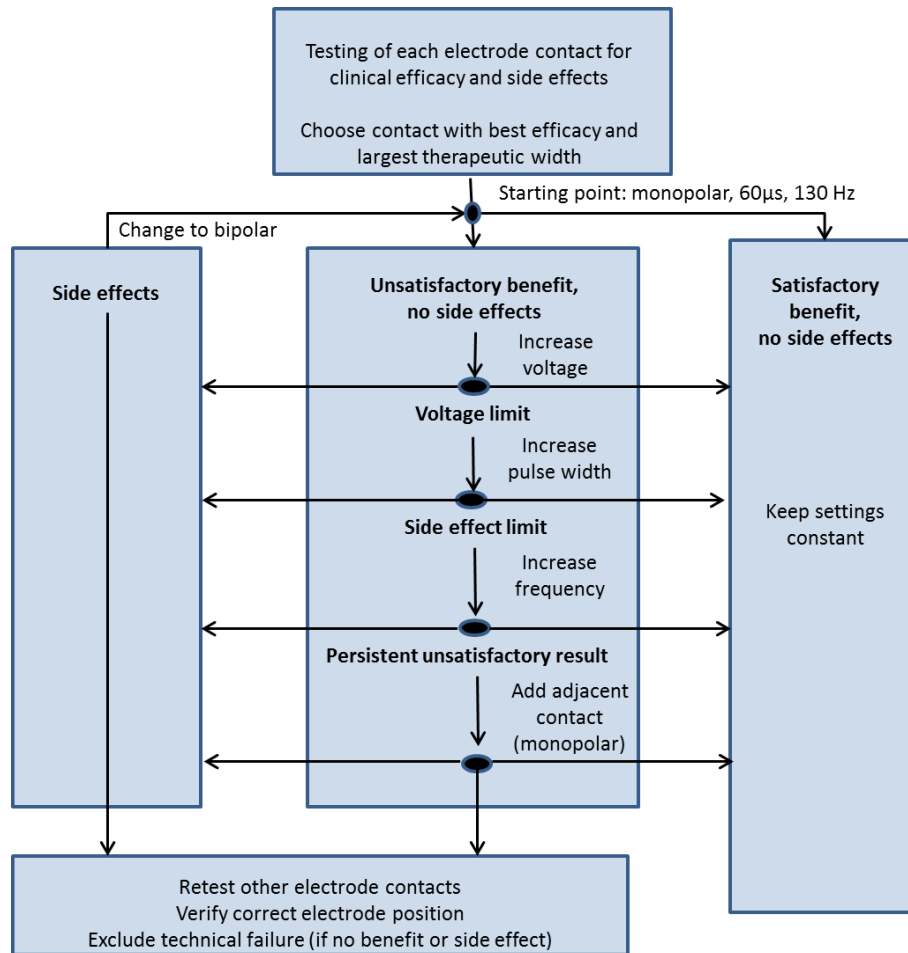 Testing of each electrode contact for
clinical efficacy and side effects
Choose contact with best efficacy and
largest therapeutic width
Starting point: monopolar, 60µs, 130 Hz
Change to bipolar
Side effects
Unsatisfactory benefit,
no side effects
Satisfactory
benefit,
no side effects
Increase
voltage
Voltage limit
Increase
pulse width
Side effect limit
Keep settings
constant
Increase
frequency
Persistent unsatisfactory result
Add adjacent
contact
(monopolar)
Retest other electrode contacts
Verify correct electrode position
Exclude technical failure (if no benefit or side effect)